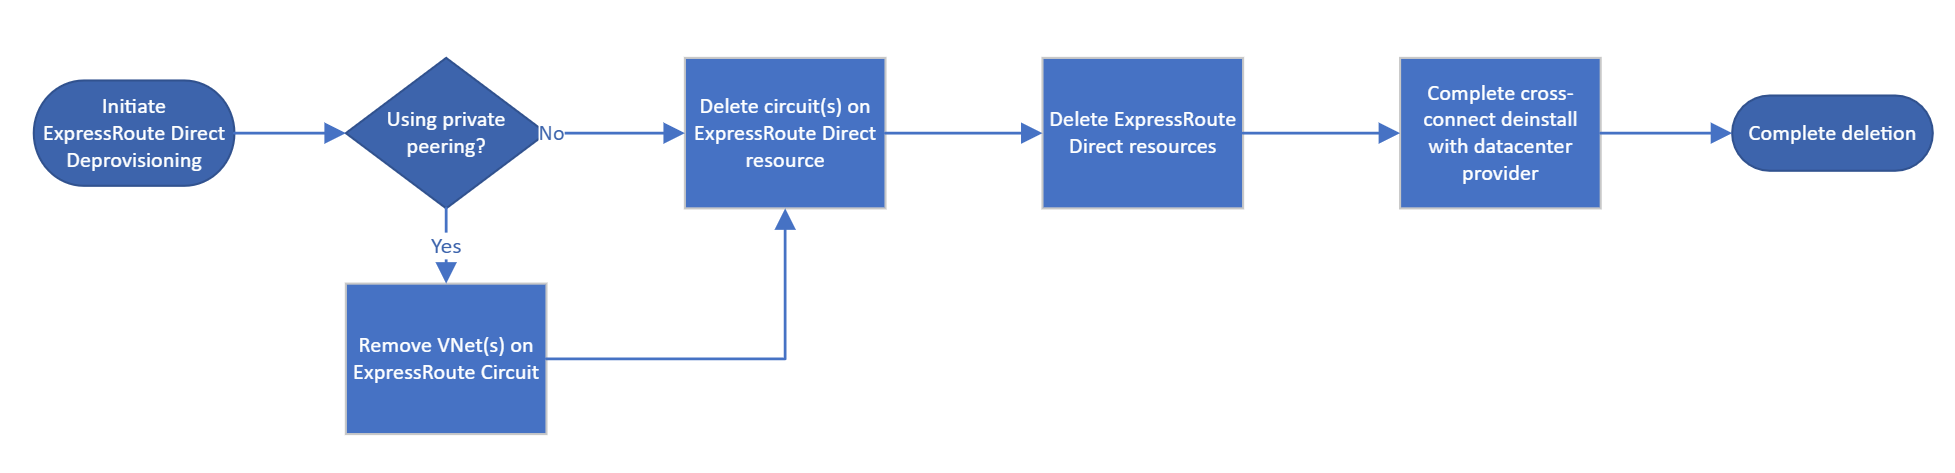 Initiate
ExpressRoute Direct
Deprovisioning
Using private
peering?
No
Yes
Remove VNet(s) on
ExpressRoute Circuit
Delete circuit(s) on
ExpressRoute Direct
resource
Delete ExpressRoute
Direct resources
Complete cross-
connect deinstall
with datacenter
provider
Complete deletion